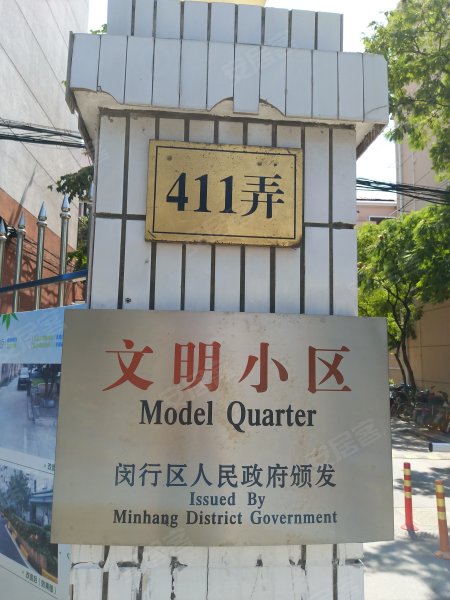 411弄
文明小区
Model Quarter
闵行区人民政府颁发
Issued By
Minhang District Government